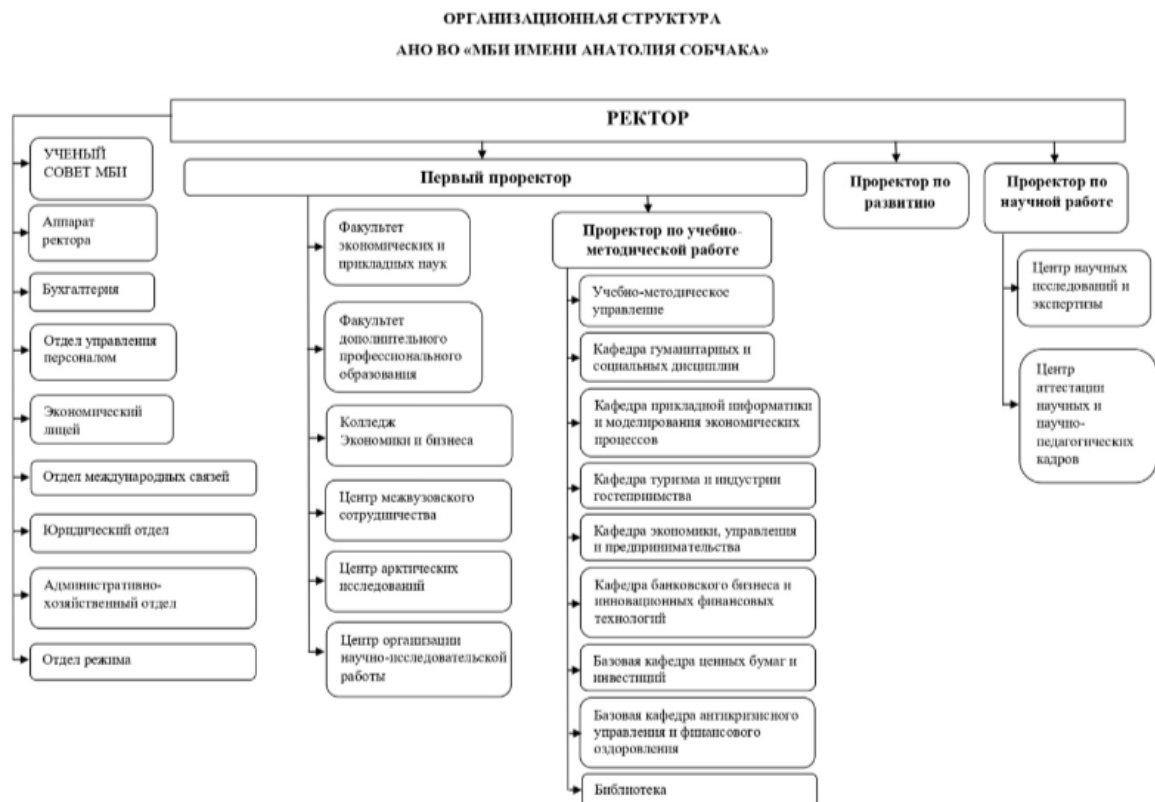 ОРГАНИЗАЦИОННАЯ СТРУКТУРА
АНО ВО «МБИ ИМЕНИ АНАТОЛИЯ СОБЧАКА»
РЕКТОР
УЧЕНЫЙ
СОВЕТ МБИ
Аппарат
ректора
Бухгалтерия
Отдел управления
персоналом
Экономический
лицей
Отдел международных связей
Юридический отдел
Административно-
хозяйственный отдел
Отдел режима
Первый проректор
Факультет
экономических и
прикладных наук
Факультет
дополнительного
профессионального
образования
Колледж
Экономики и бизнеса
Центр межвузовского
сотрудничества
Центр арктических
исследований
Центр организации
научно-исследовательской
работы
Проректор по учебно-
методической работе
Учебно-методическое
управление
Кафедра гуманитарных и
социальных дисциплин
Кафедра прикладной информатики
и моделирования экономических
процессов
Кафедра туризма и индустрии
гостеприимства
Кафедра экономики, управления
и предпринимательства
Кафедра банковского бизнеса и
инновационных финансовых
технологий
Базовая кафедра ценных бумаг и
инвестиций
Базовая кафедра антикризисного
управления и финансового
оздоровления
Библиотека
Проректор по
развитию
Проректор по
научной работе
Центр научных
исследований и
экспертизы
Центр
аттестации
научных и
научно-
педагогических
кадров